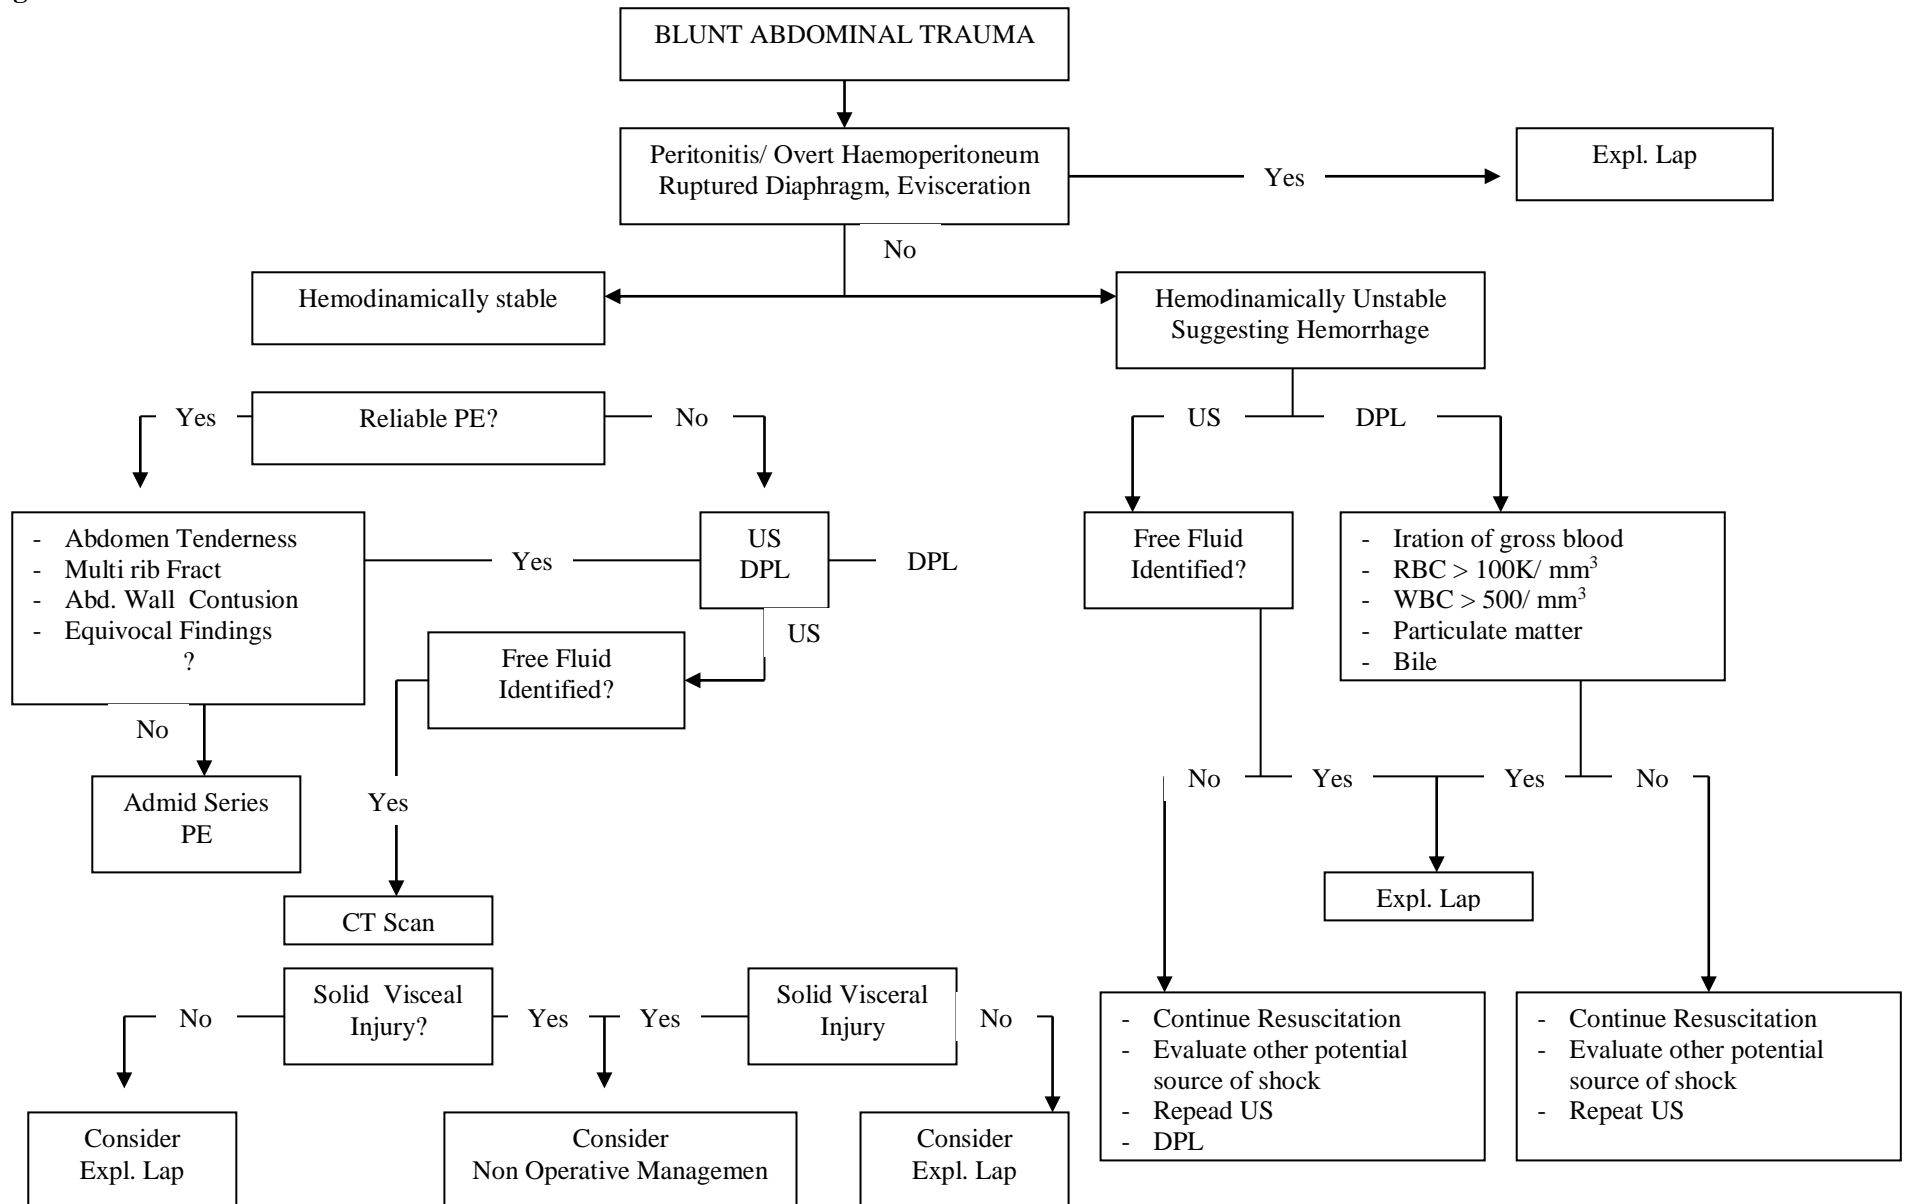 BLUNT ABDOMINAL TRAUMA
Peritonitis/ Overt Haemoperitoneum
Ruptured Diaphragm, Evisceration
Yes
Expl. Lap
No
Hemodinamically stable
Hemodinamically Unstable
Suggesting Hemorrhage
Yes
Reliable PE?
No
US
DPL
- Abdomen Tenderness
- Multi rib Fract
- Abd. Wall Contusion
- Equivocal Findings
?
Yes
US
DPL
DPL
US
Free Fluid
Identified?
- Iration of gross blood
- RBC > 100K/ mm³
- WBC > 500/ mm³
- Particulate matter
- Bile
Free Fluid
Identified?
No
Admid Series
PE
Yes
No
Yes
Yes
No
Expl. Lap
CT Scan
No
Solid Visceal
Injury?
Yes
Yes
Solid Visceral
Injury
No
- Continue Resuscitation
- Evaluate other potential
source of shock
- Repead US
- DPL
- Continue Resuscitation
- Evaluate other potential
source of shock
- Repeat US
Consider
Expl. Lap
Consider
Non Operative Managemen
Consider
Expl. Lap